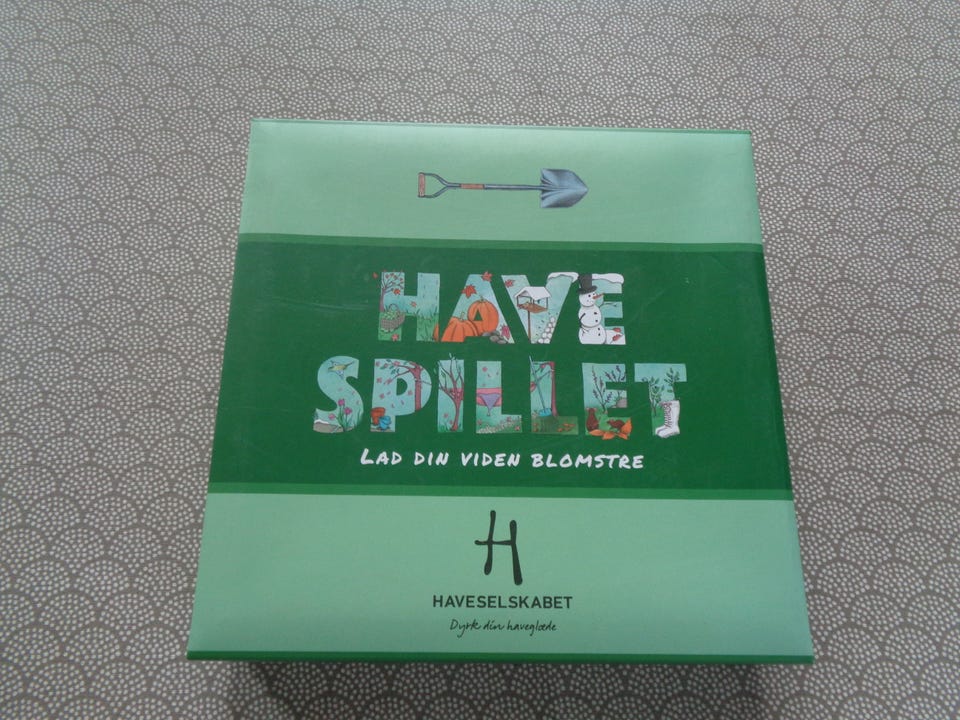 HAVE
SPILLET
LAD DIN VIDEN BLOMSTRE
H
HAVESELSKABET
Dyrk din haveglæde